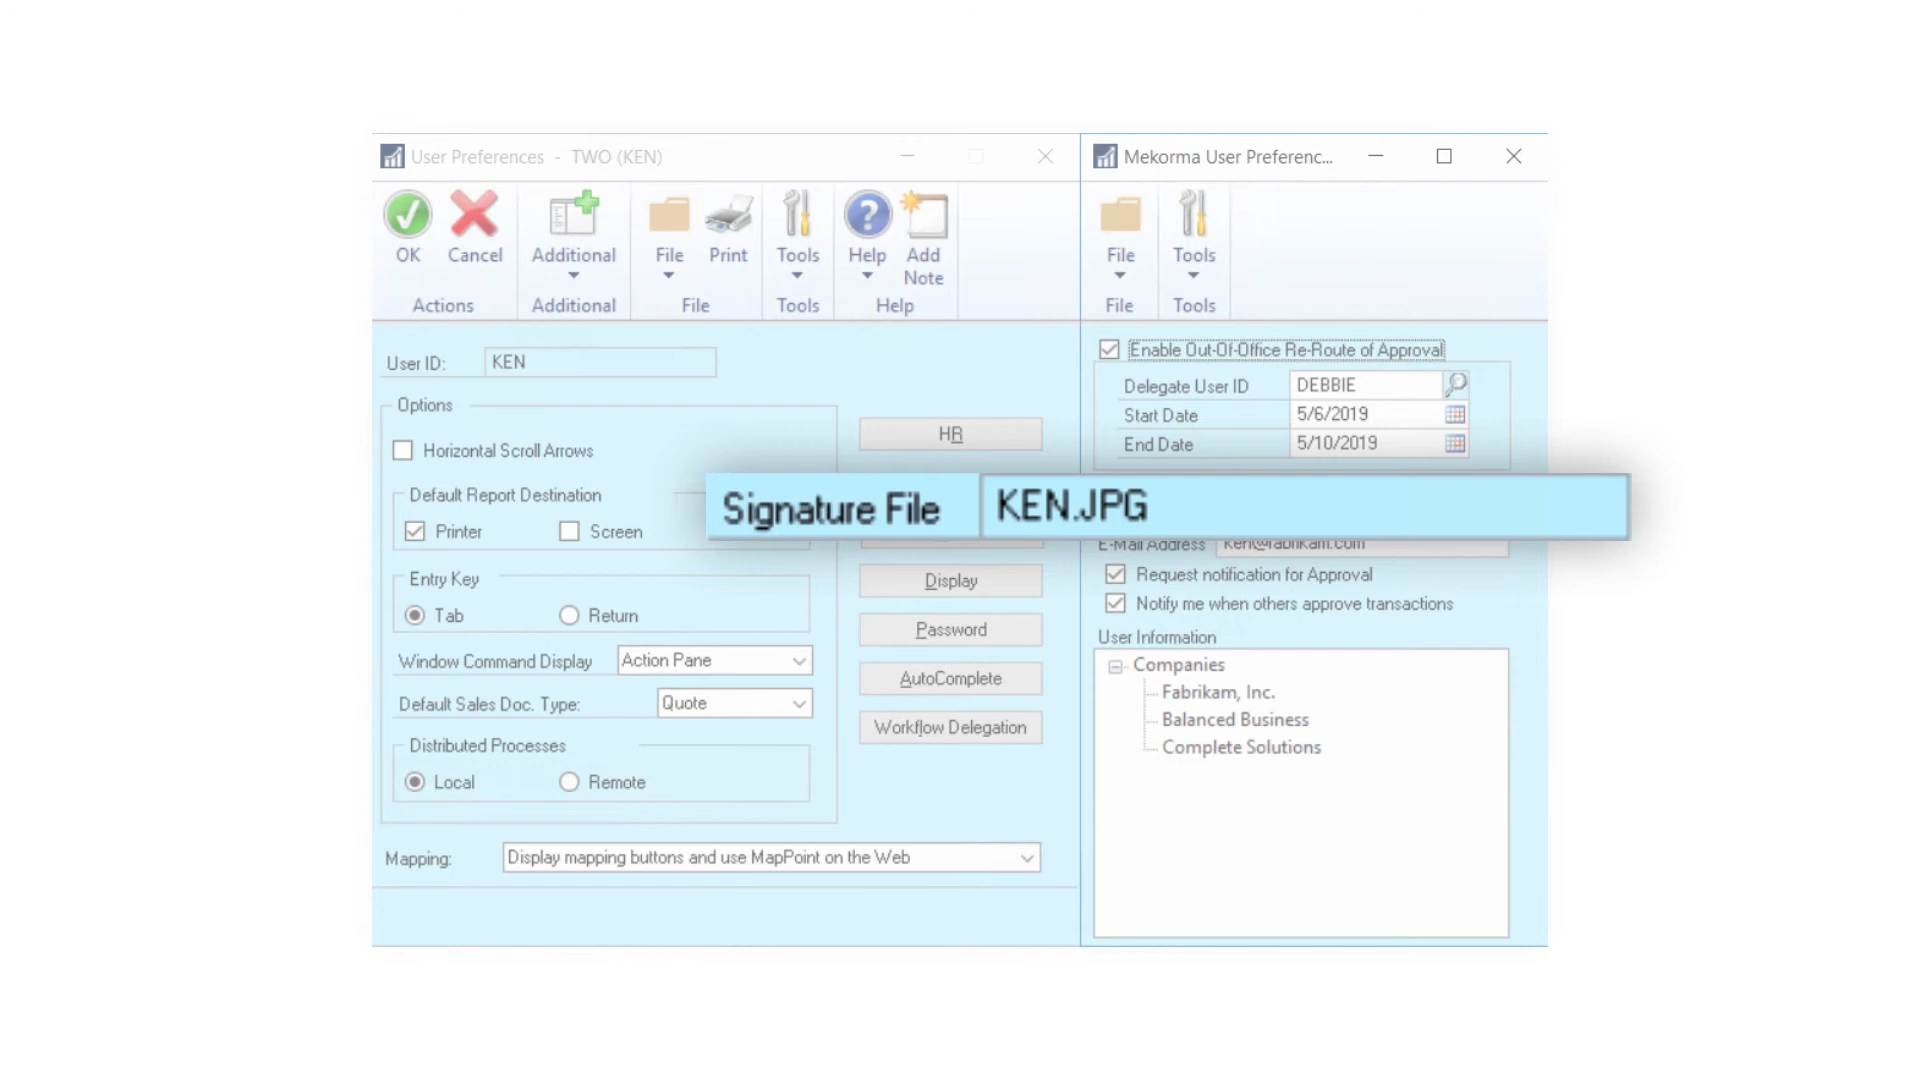 User Preferences - TWO (KEN)
OK
Cancel
Additional
File
Print
Tools
Help
Add Note
Actions
Additional
File
Tools
Help
User ID: KEN
Options
Horizontal Scroll Arrows
Default Report Destination
Printer
Screen
Entry Key
Tab
Return
Window Command Display Action Pane
Default Sales Doc. Type: Quote
Distributed Processes
Local
Remote
Mapping: Display mapping buttons and use MapPoint on the Web
HR
Display
Password
AutoComplete
Workflow Delegation
Signature File KEN.JPG
Mekorma User Preferenc...
File
Tools
File
Tools
Enable Out-Of-Office Re-Route of Approval
Delegate User ID DEBBIE
Start Date 5/6/2019
End Date 5/10/2019
E-Mail Address ken@fabrikam.com
Request notification for Approval
Notify me when others approve transactions
User Information
Companies
Fabrikam, Inc.
Balanced Business
Complete Solutions